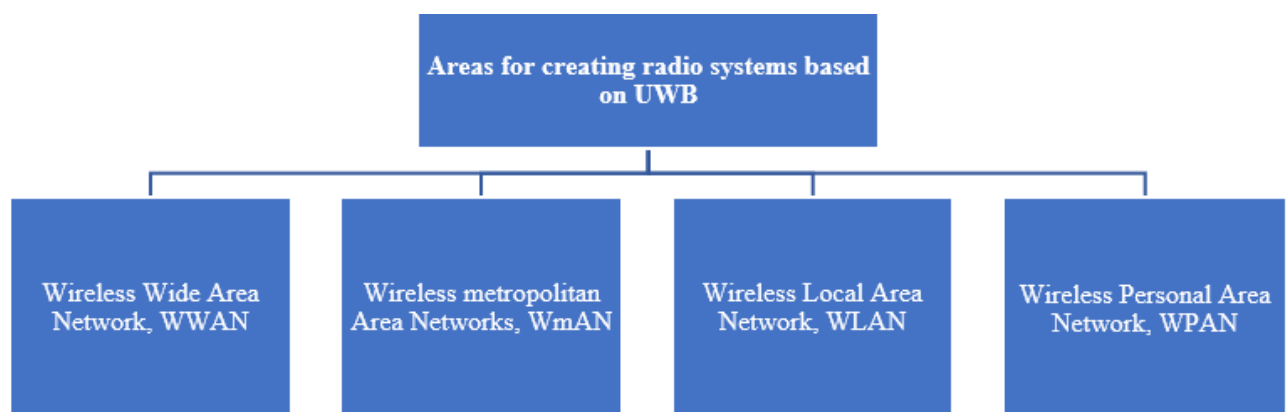 Areas for creating radio systems based
on UWB
Wireless Wide Area
Network, WWAN
Wireless metropolitan
Area Networks, WmAN
Wireless Local Area
Network, WLAN
Wireless Personal Area
Network, WPAN